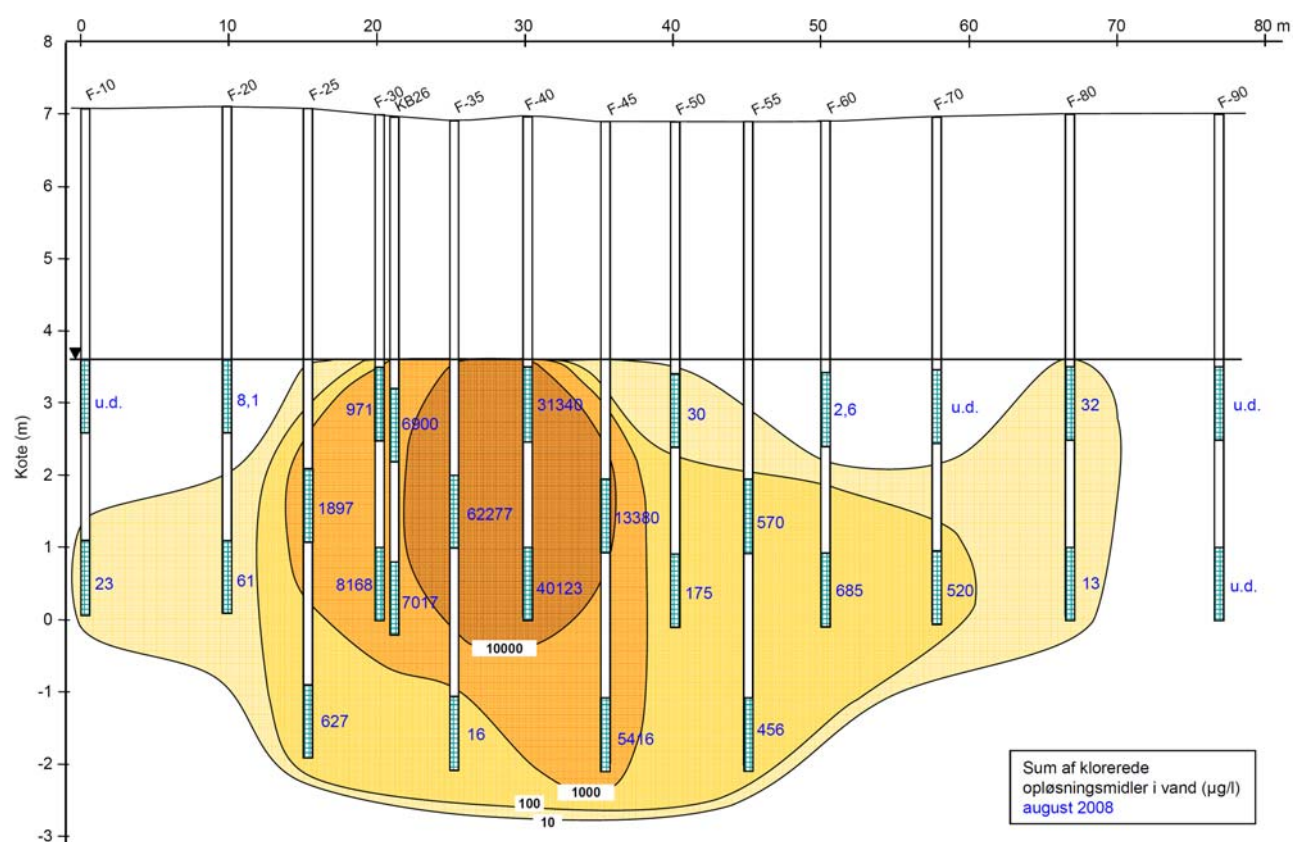 0 10 20 30 40 50 60 70 80 m
8
F-10 F-20 F-25 F-30 KB26 F-35 F-40 F-45 F-50 F-55 F-60 F-70 F-80 F-90
7
6
5
4
3
2
1
0
-1
-2
-3
Kote (m)
u.d. 8,1 971 6900 31340 30 2,6 u.d. 32 u.d.
1897 62277 13380 570
23 61 8168 7017 40123 175 685 520 13 u.d.
10000
627 16 5416 456
1000
100
10
Sum af klorerede
opløsningsmidler i vand (µg/l)
august 2008